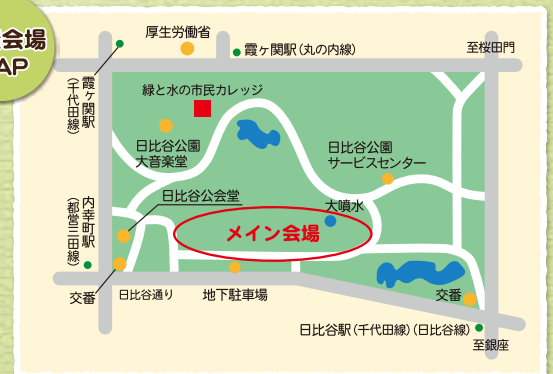 会場
AP
厚生労働省
霞ヶ関駅(丸の内線)
至桜田門
霞ヶ関駅
(千代田線)
緑と水の市民カレッジ
日比谷公園
大音楽堂
日比谷公園
サービスセンター
日比谷公会堂
大噴水
メイン会場
内幸町駅
(都営三田線)
交番
日比谷通り
地下駐車場
交番
日比谷駅(千代田線)(日比谷線)
至銀座